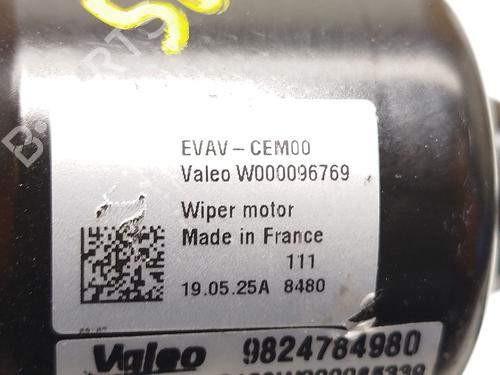 EVAV-CEM00
Valeo W000096769
Wiper motor
Made in France
111
19.05.25A 8480
Valeo 9824784980